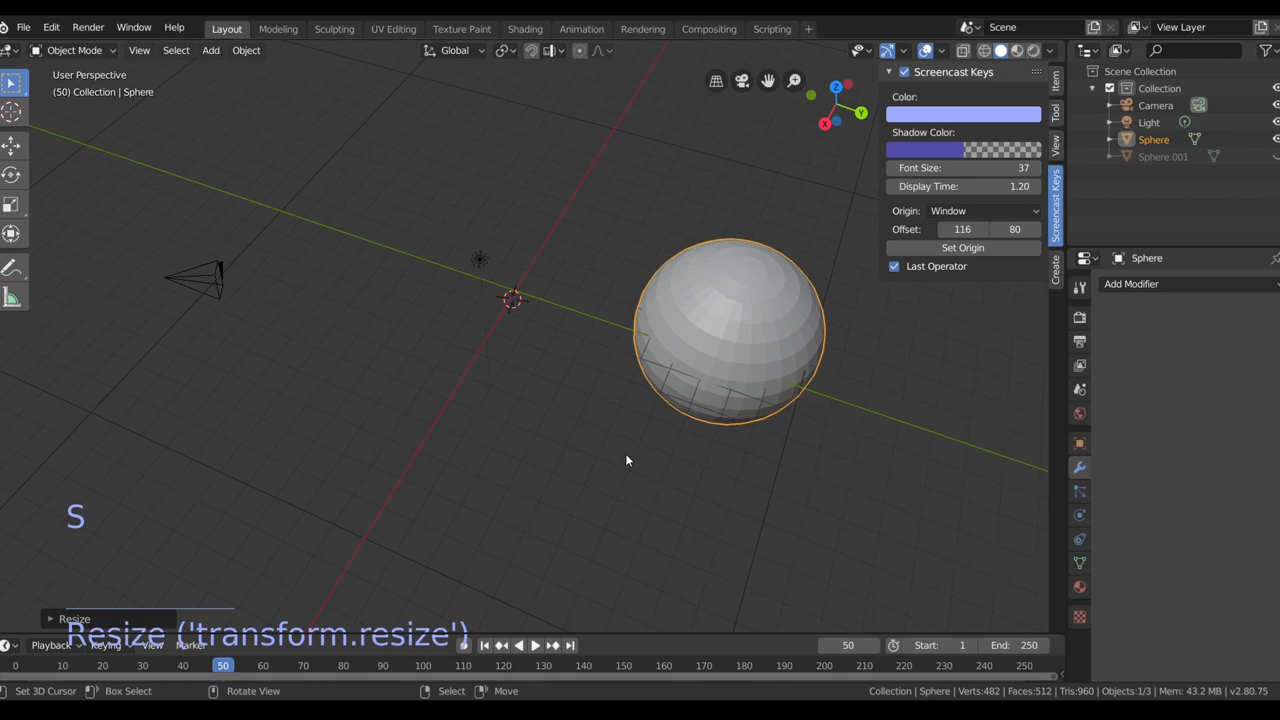 File Edit Render Window Help Layout Modeling Sculpting UV Editing Texture Paint Shading Animation Rendering Compositing Scripting + Scene View Layer
Object Mode View Select Add Object Global
User Perspective
(50) Collection | Sphere
Z
Y
X
Screencast Keys
Color:
Shadow Color:
Font Size: 37
Display Time: 1.20
Origin: Window
Offset: 116 80
Set Origin
Last Operator
Item
Tool
View
Screencast Keys
Create
Scene Collection
Collection
Camera
Light
Sphere
Sphere.001
Sphere
Add Modifier
S
Resize
Resize ('transform.resize')
Playback Keying View Marker 50 Start: 1 End: 250
0 10 20 30 40 50 60 70 80 90 100 110 120 130 140 150 160 170 180 190 200 210 220 230 240 250
Set 3D Cursor Box Select Rotate View Select Move Collection | Sphere | Verts:482 | Faces:512 | Tris:960 | Objects:1/3 | Mem: 43.2 MB | v2.80.75